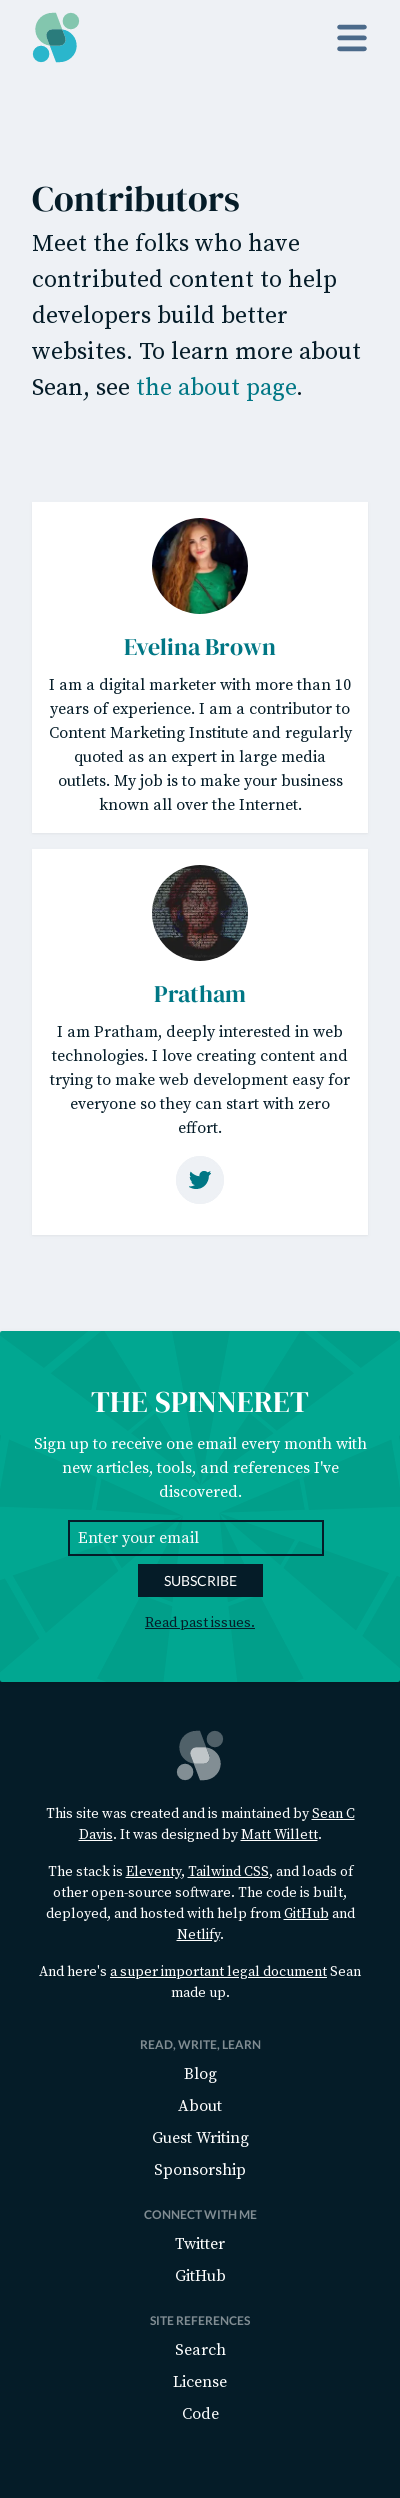 Contributors
Meet the folks who have
contributed content to help
developers build better
websites. To learn more about
Sean, see the about page.
Evelina Brown
I am a digital marketer with more than 10
years of experience. I am a contributor to
Content Marketing Institute and regularly
quoted as an expert in large media
outlets. My job is to make your business
known all over the Internet.
Pratham
I am Pratham, deeply interested in web
technologies. I love creating content and
trying to make web development easy for
everyone so they can start with zero
effort.
THE SPINNERET
Sign up to receive one email every month with
new articles, tools, and references I've
discovered.
Enter your email
SUBSCRIBE
Read past issues.
This site was created and is maintained by Sean C
Davis. It was designed by Matt Willett.
The stack is Eleventy, Tailwind CSS, and loads of
other open-source software. The code is built,
deployed, and hosted with help from GitHub and
Netlify.
And here's a super important legal document Sean
made up.
READ, WRITE, LEARN
Blog
About
Guest Writing
Sponsorship
CONNECT WITH ME
Twitter
GitHub
SITE REFERENCES
Search
License
Code